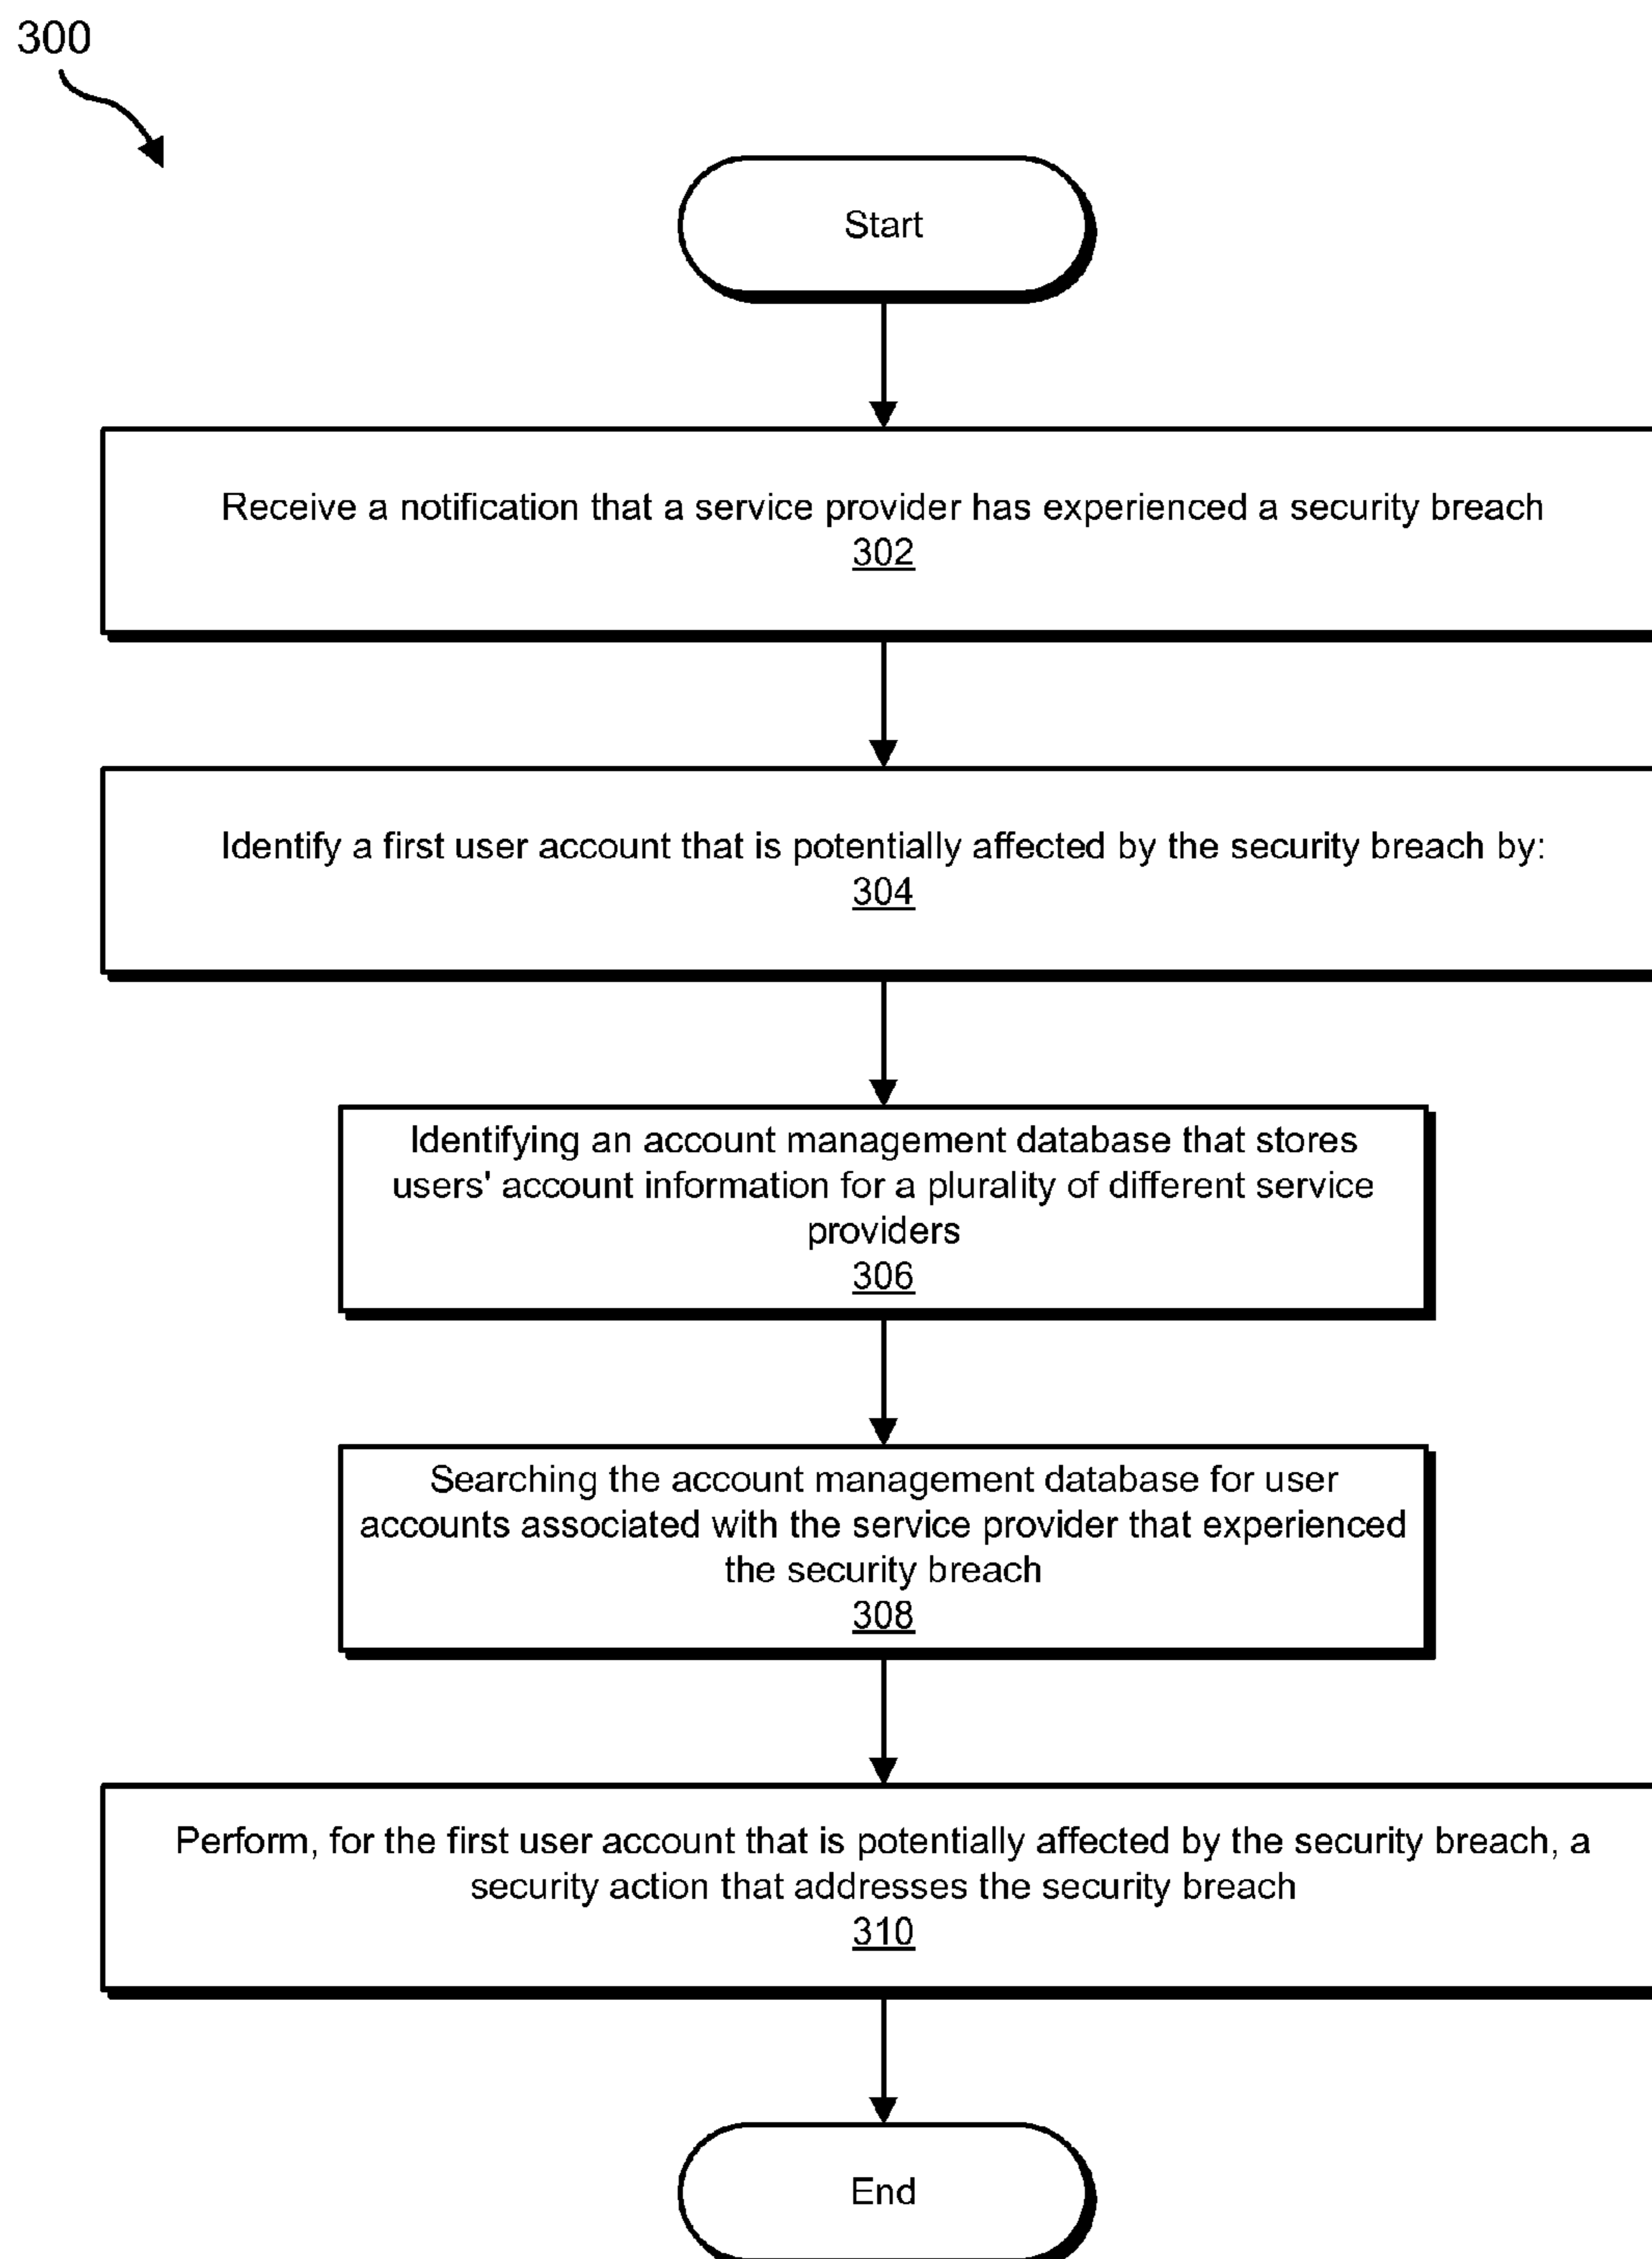 300
Start
Receive a notification that a service provider has experienced a security breach
302
Identify a first user account that is potentially affected by the security breach by:
304
Identifying an account management database that stores
users' account information for a plurality of different service
providers
306
Searching the account management database for user
accounts associated with the service provider that experienced
the security breach
308
Perform, for the first user account that is potentially affected by the security breach, a
security action that addresses the security breach
310
End